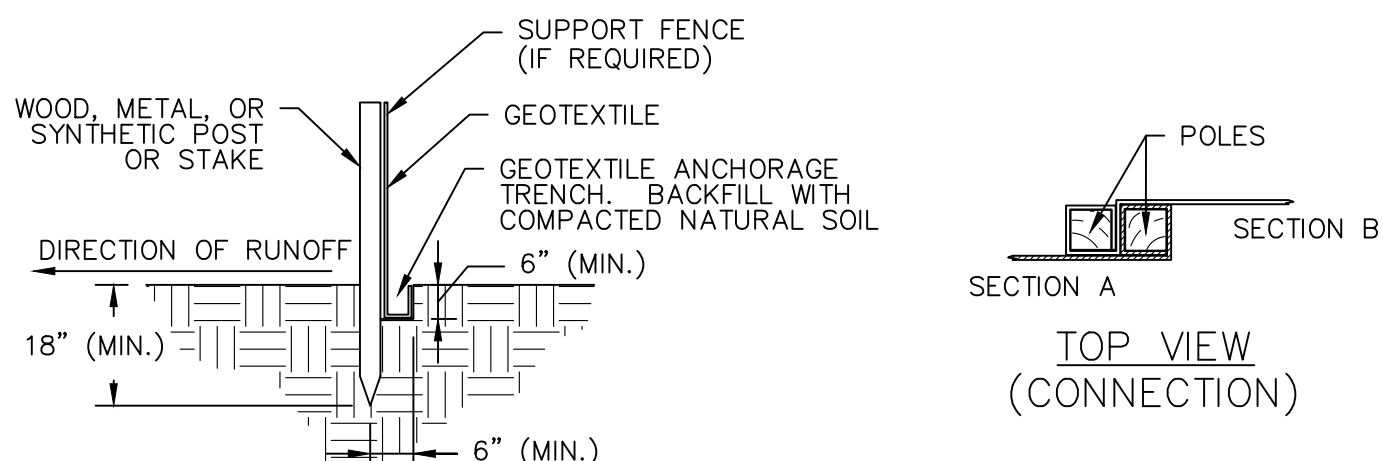 SUPPORT FENCE
(IF REQUIRED)
WOOD, METAL, OR
SYNTHETIC POST
OR STAKE
GEOTEXTILE
GEOTEXTILE ANCHORAGE
TRENCH. BACKFILL WITH
COMPACTED NATURAL SOIL
DIRECTION OF RUNOFF
6” (MIN.)
18” (MIN.)
6” (MIN.)
POLES
SECTION B
SECTION A
TOP VIEW
(CONNECTION)